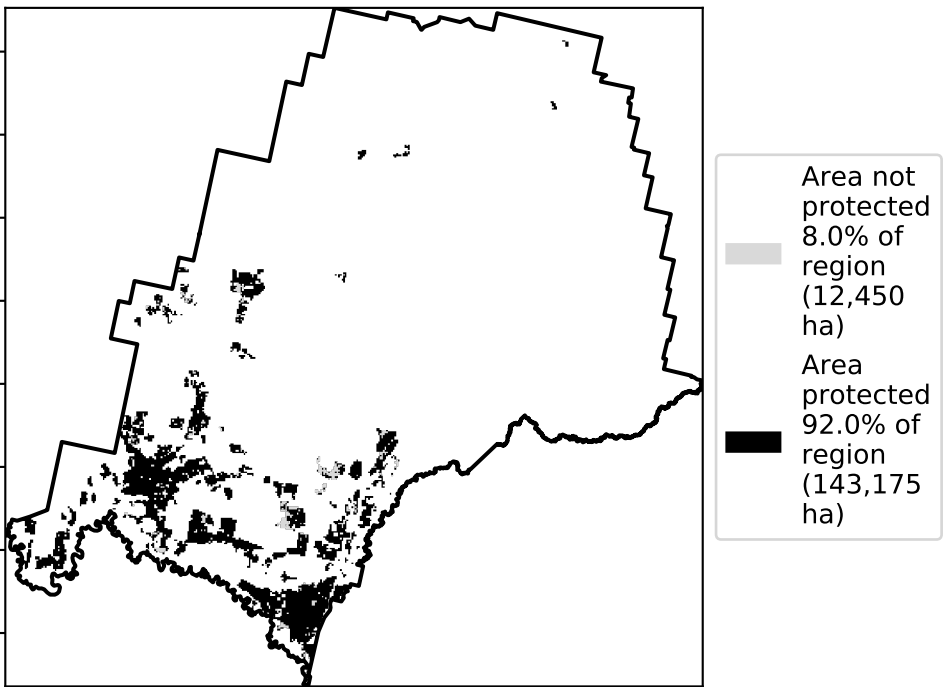 Area not
protected
8.0% of
region
(12,450
ha)
Area
protected
92.0% of
region
(143,175
ha)